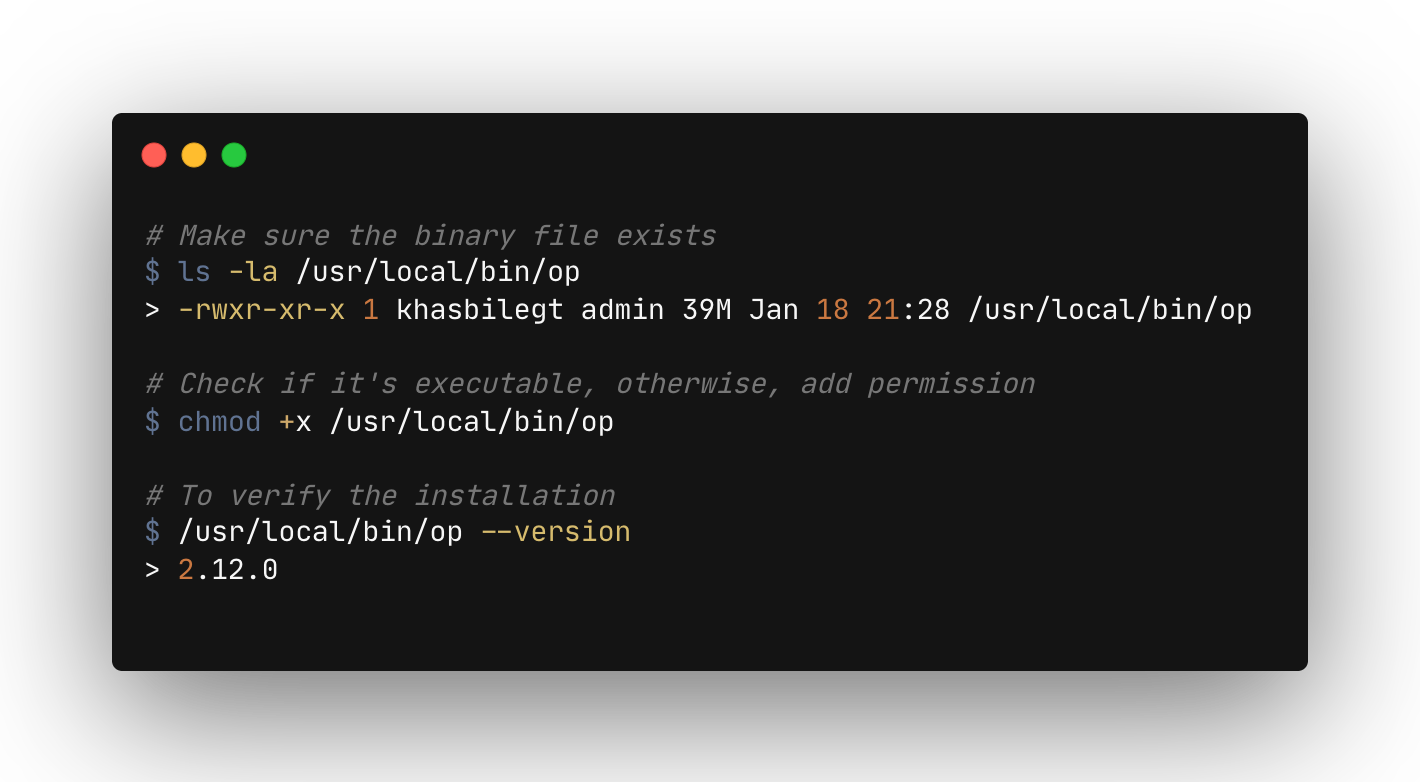 # Make sure the binary file exists
$ ls -la /usr/local/bin/op
> -rwxr-xr-x 1 khasbilegt admin 39M Jan 18 21:28 /usr/local/bin/op
# Check if it's executable, otherwise, add permission
$ chmod +x /usr/local/bin/op
# To verify the installation
$ /usr/local/bin/op --version
> 2.12.0